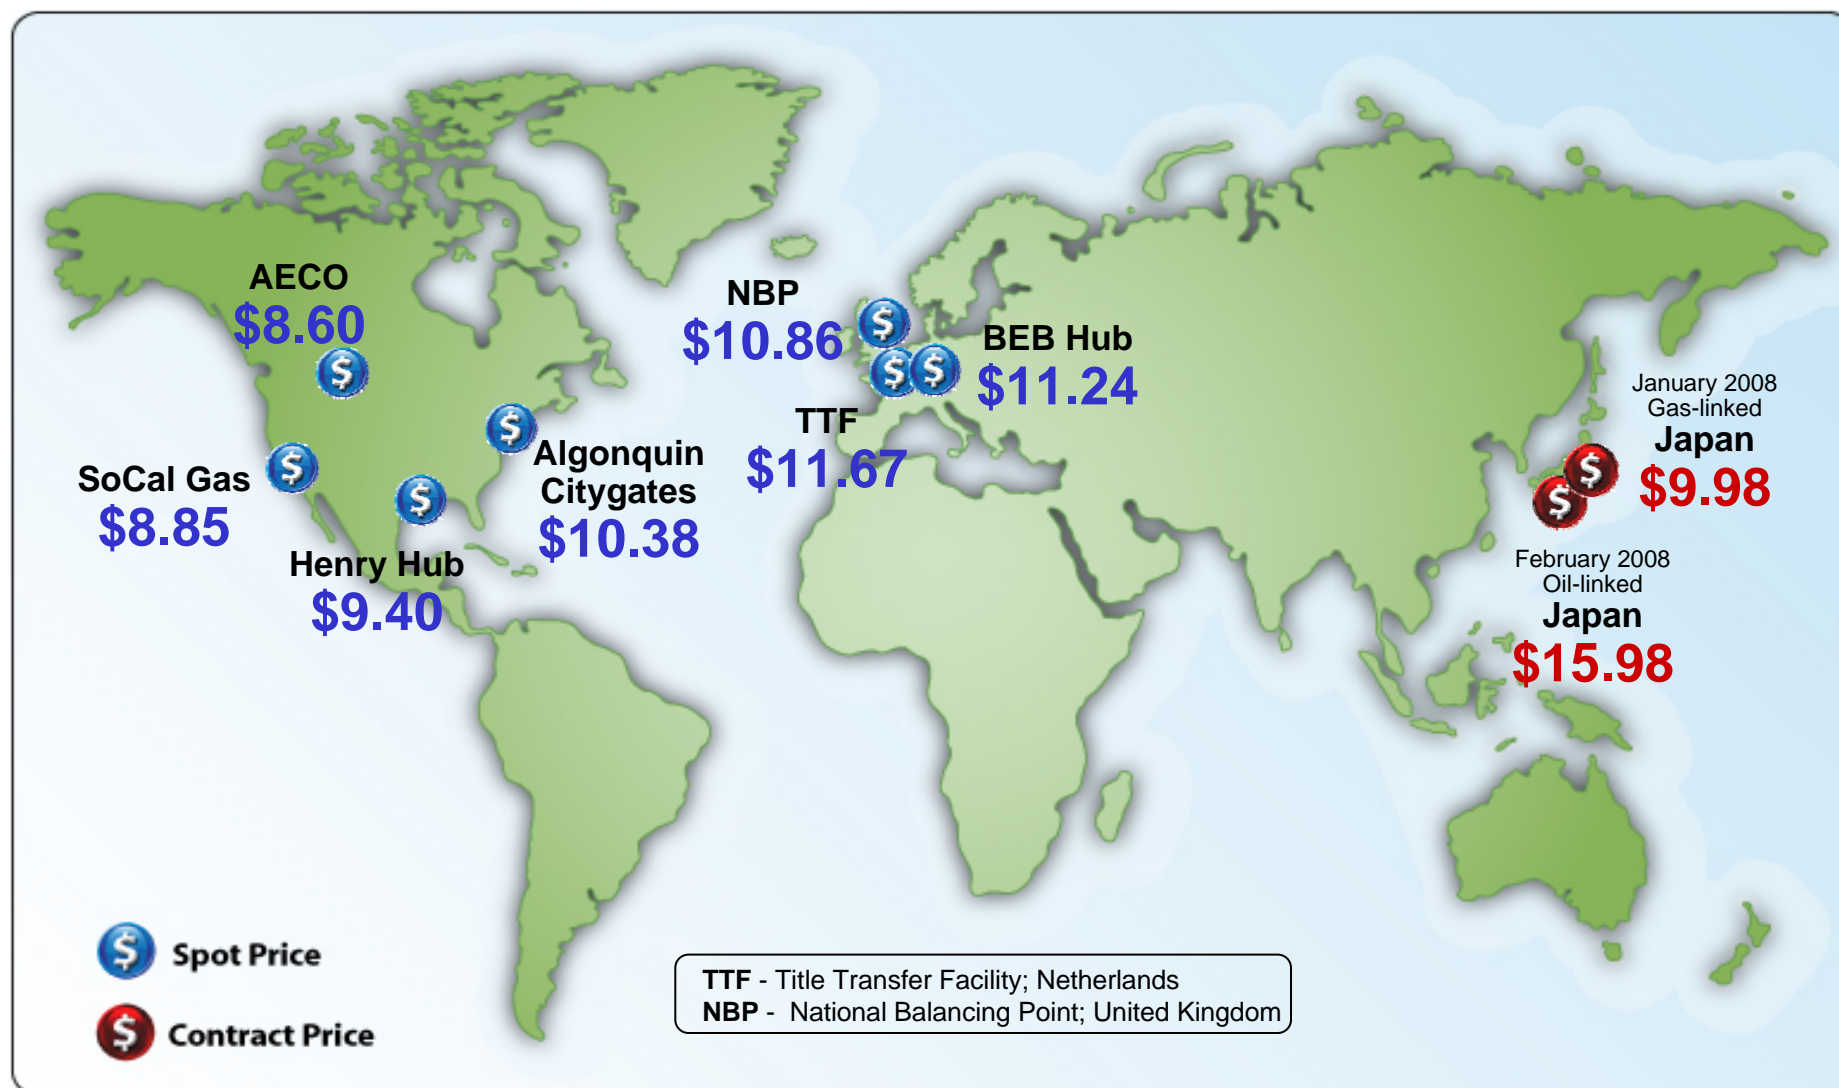 AECO
$8.60
NBP
$10.86
BEB Hub
$11.24
TTF
$11.67
SoCal Gas
$8.85
Algonquin
Citygates
$10.38
Henry Hub
$9.40
January 2008
Gas-linked
Japan
$9.98
February 2008
Oil-linked
Japan
$15.98
Spot Price
Contract Price
TTF - Title Transfer Facility; Netherlands
NBP - National Balancing Point; United Kingdom